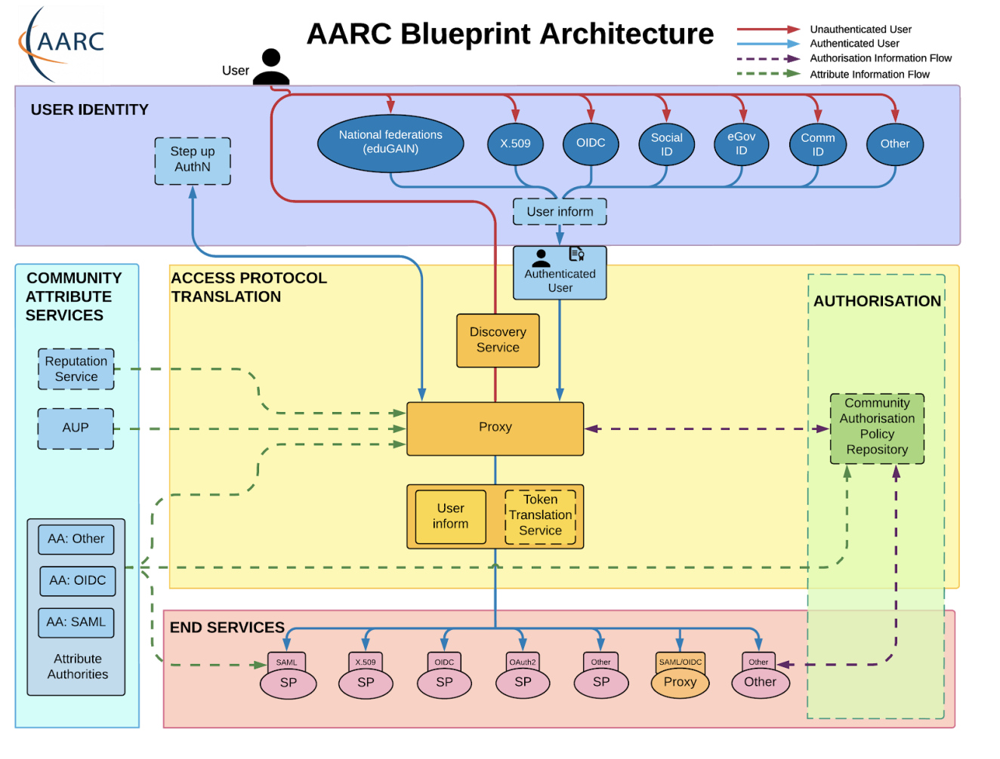 AARC
AARC Blueprint Architecture
Unauthenticated User
Authenticated User
Authorisation Information Flow
Attribute Information Flow
User
USER IDENTITY
Step up
AuthN
National federations
(eduGAIN)
X.509
OIDC
Social
ID
eGov
ID
Comm
ID
Other
User inform
Authenticated
User
COMMUNITY
ATTRIBUTE
SERVICES
ACCESS PROTOCOL
TRANSLATION
AUTHORISATION
Discovery
Service
Reputation
Service
AUP
Proxy
Community
Authorisation
Policy
Repository
User
inform
Token
Translation
Service
AA: Other
AA: OIDC
AA: SAML
Attribute
Authorities
END SERVICES
SAML
SP
X.509
SP
OIDC
SP
OAuth2
SP
Other
SP
SAML/OIDC
Proxy
Other
Other